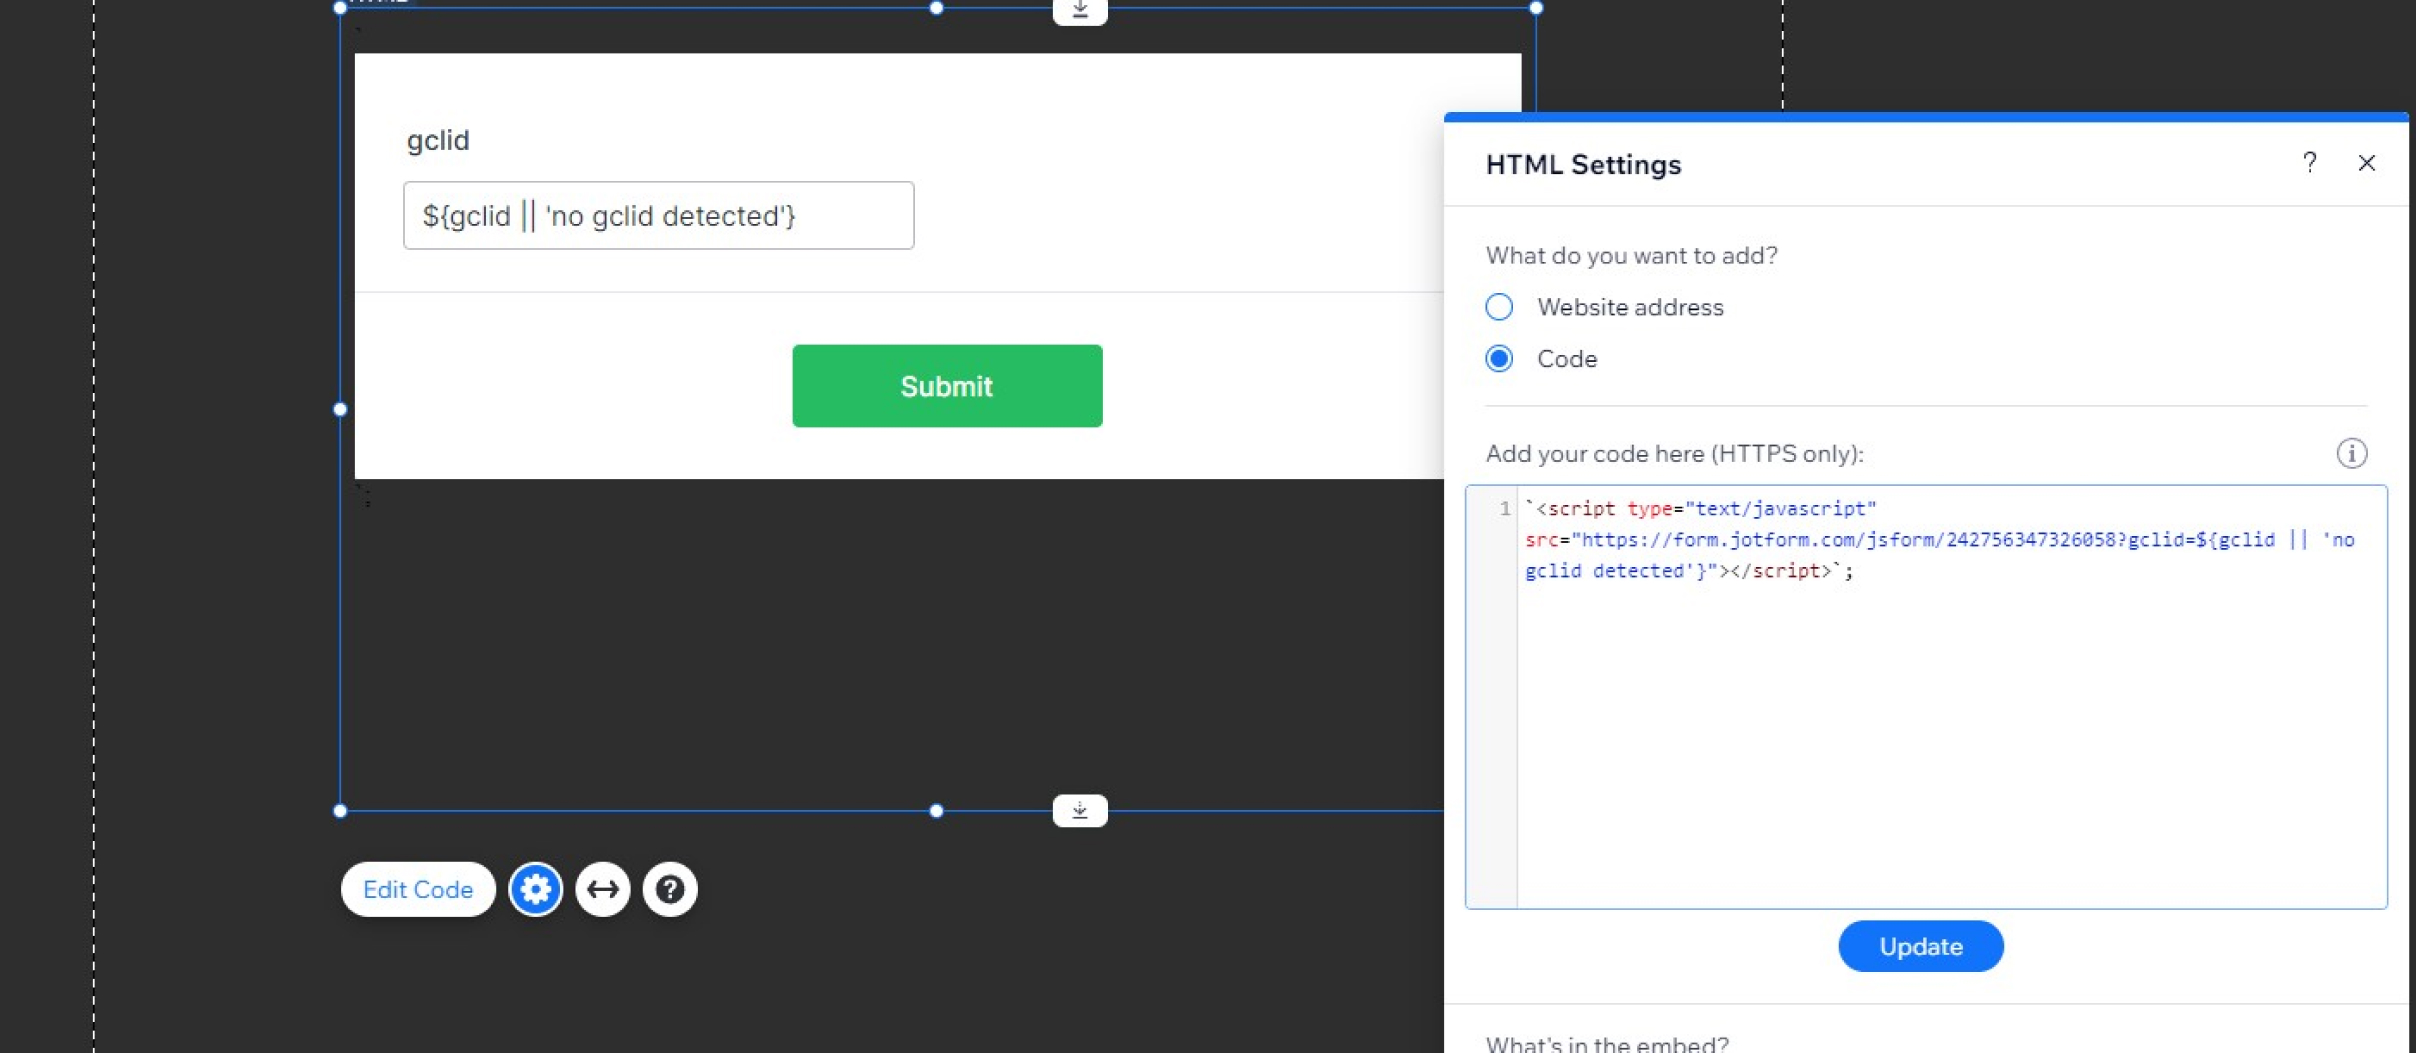 gclid
${gclid || 'no gclid detected'}
Submit
Edit Code
HTML Settings
?
What do you want to add?
Website address
Code
Add your code here (HTTPS only):
1 `<script type="text/javascript"
src="https://form.jotform.com/jsform/242756347326058?gclid=${gclid || 'no
gclid detected'}"></script>`;
Update
What's in the embed?